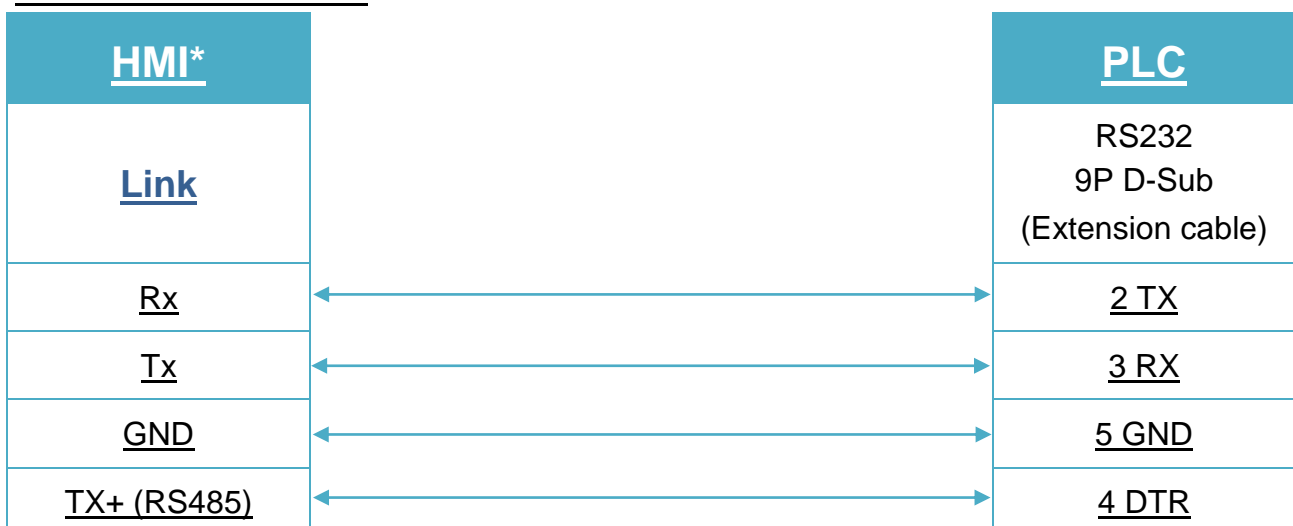 HMI* PLC
Link
RS232
9P D-Sub
(Extension cable)
Rx 2 TX
Tx 3 RX
GND 5 GND
TX+ (RS485) 4 DTR